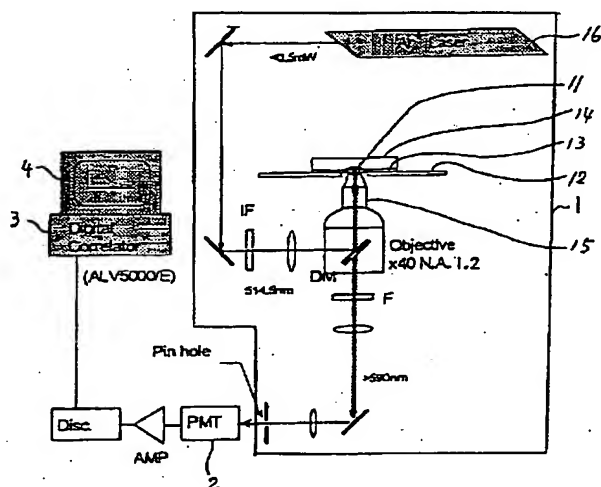 16
<0.5mW
11
14
13
12
4
3
Digital
Correlator
(ALV5000/E)
IF
1
15
Objective
x40 N.A. 1.2
DM
514.5nm
F
Pin hole
>590nm
Disc.
AMP
PMT
2